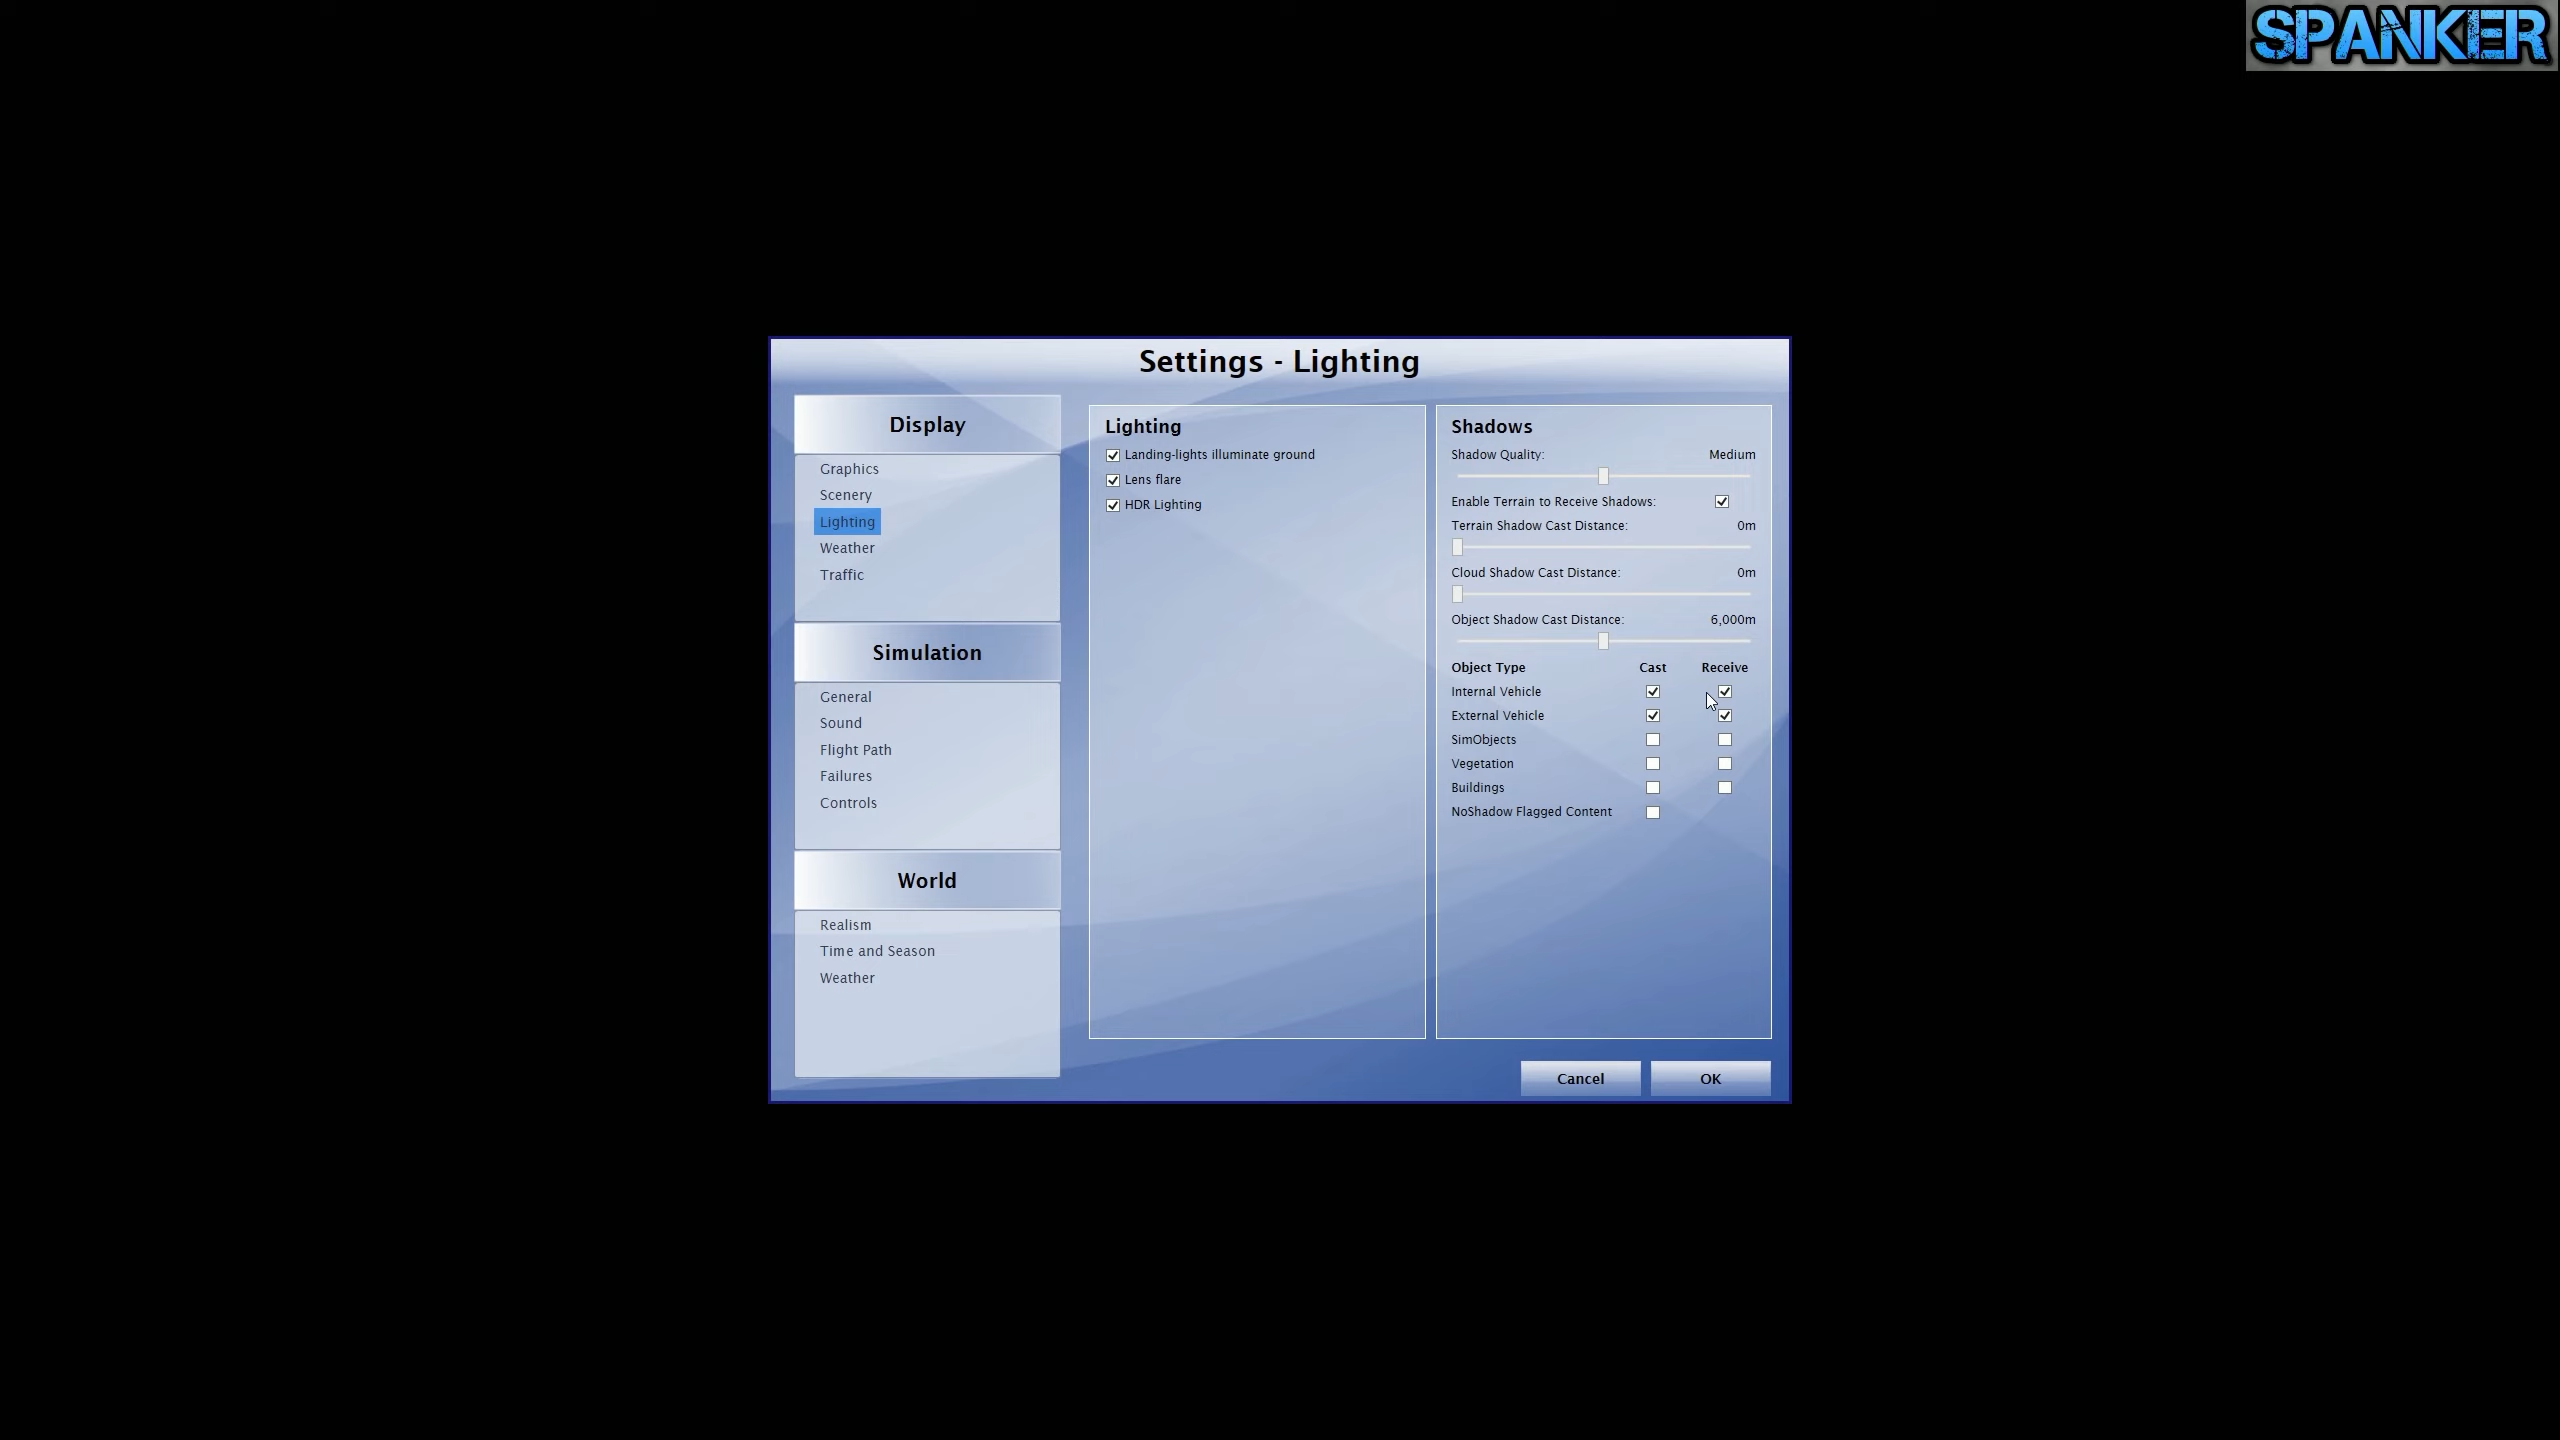 SPANKER
Settings - Lighting
Display
Graphics
Scenery
Lighting
Weather
Traffic
Simulation
General
Sound
Flight Path
Failures
Controls
World
Realism
Time and Season
Weather
Lighting
Landing-lights illuminate ground
Lens flare
HDR Lighting
Shadows
Shadow Quality: Medium
Enable Terrain to Receive Shadows:
Terrain Shadow Cast Distance: 0m
Cloud Shadow Cast Distance: 0m
Object Shadow Cast Distance: 6,000m
Object Type Cast Receive
Internal Vehicle
External Vehicle
SimObjects
Vegetation
Buildings
NoShadow Flagged Content
Cancel OK